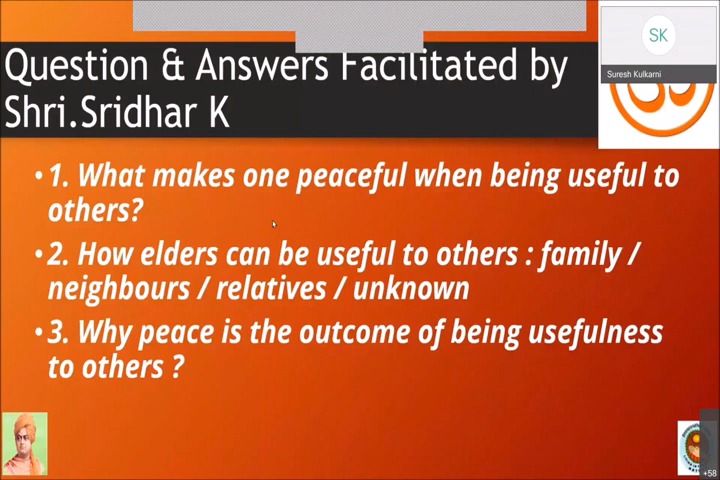 SK
Suresh Kulkarni
Question & Answers Facilitated by
Shri.Sridhar K
• 1. What makes one peaceful when being useful to
others?
• 2. How elders can be useful to others : family /
neighbours / relatives / unknown
• 3. Why peace is the outcome of being usefulness
to others ?
+58